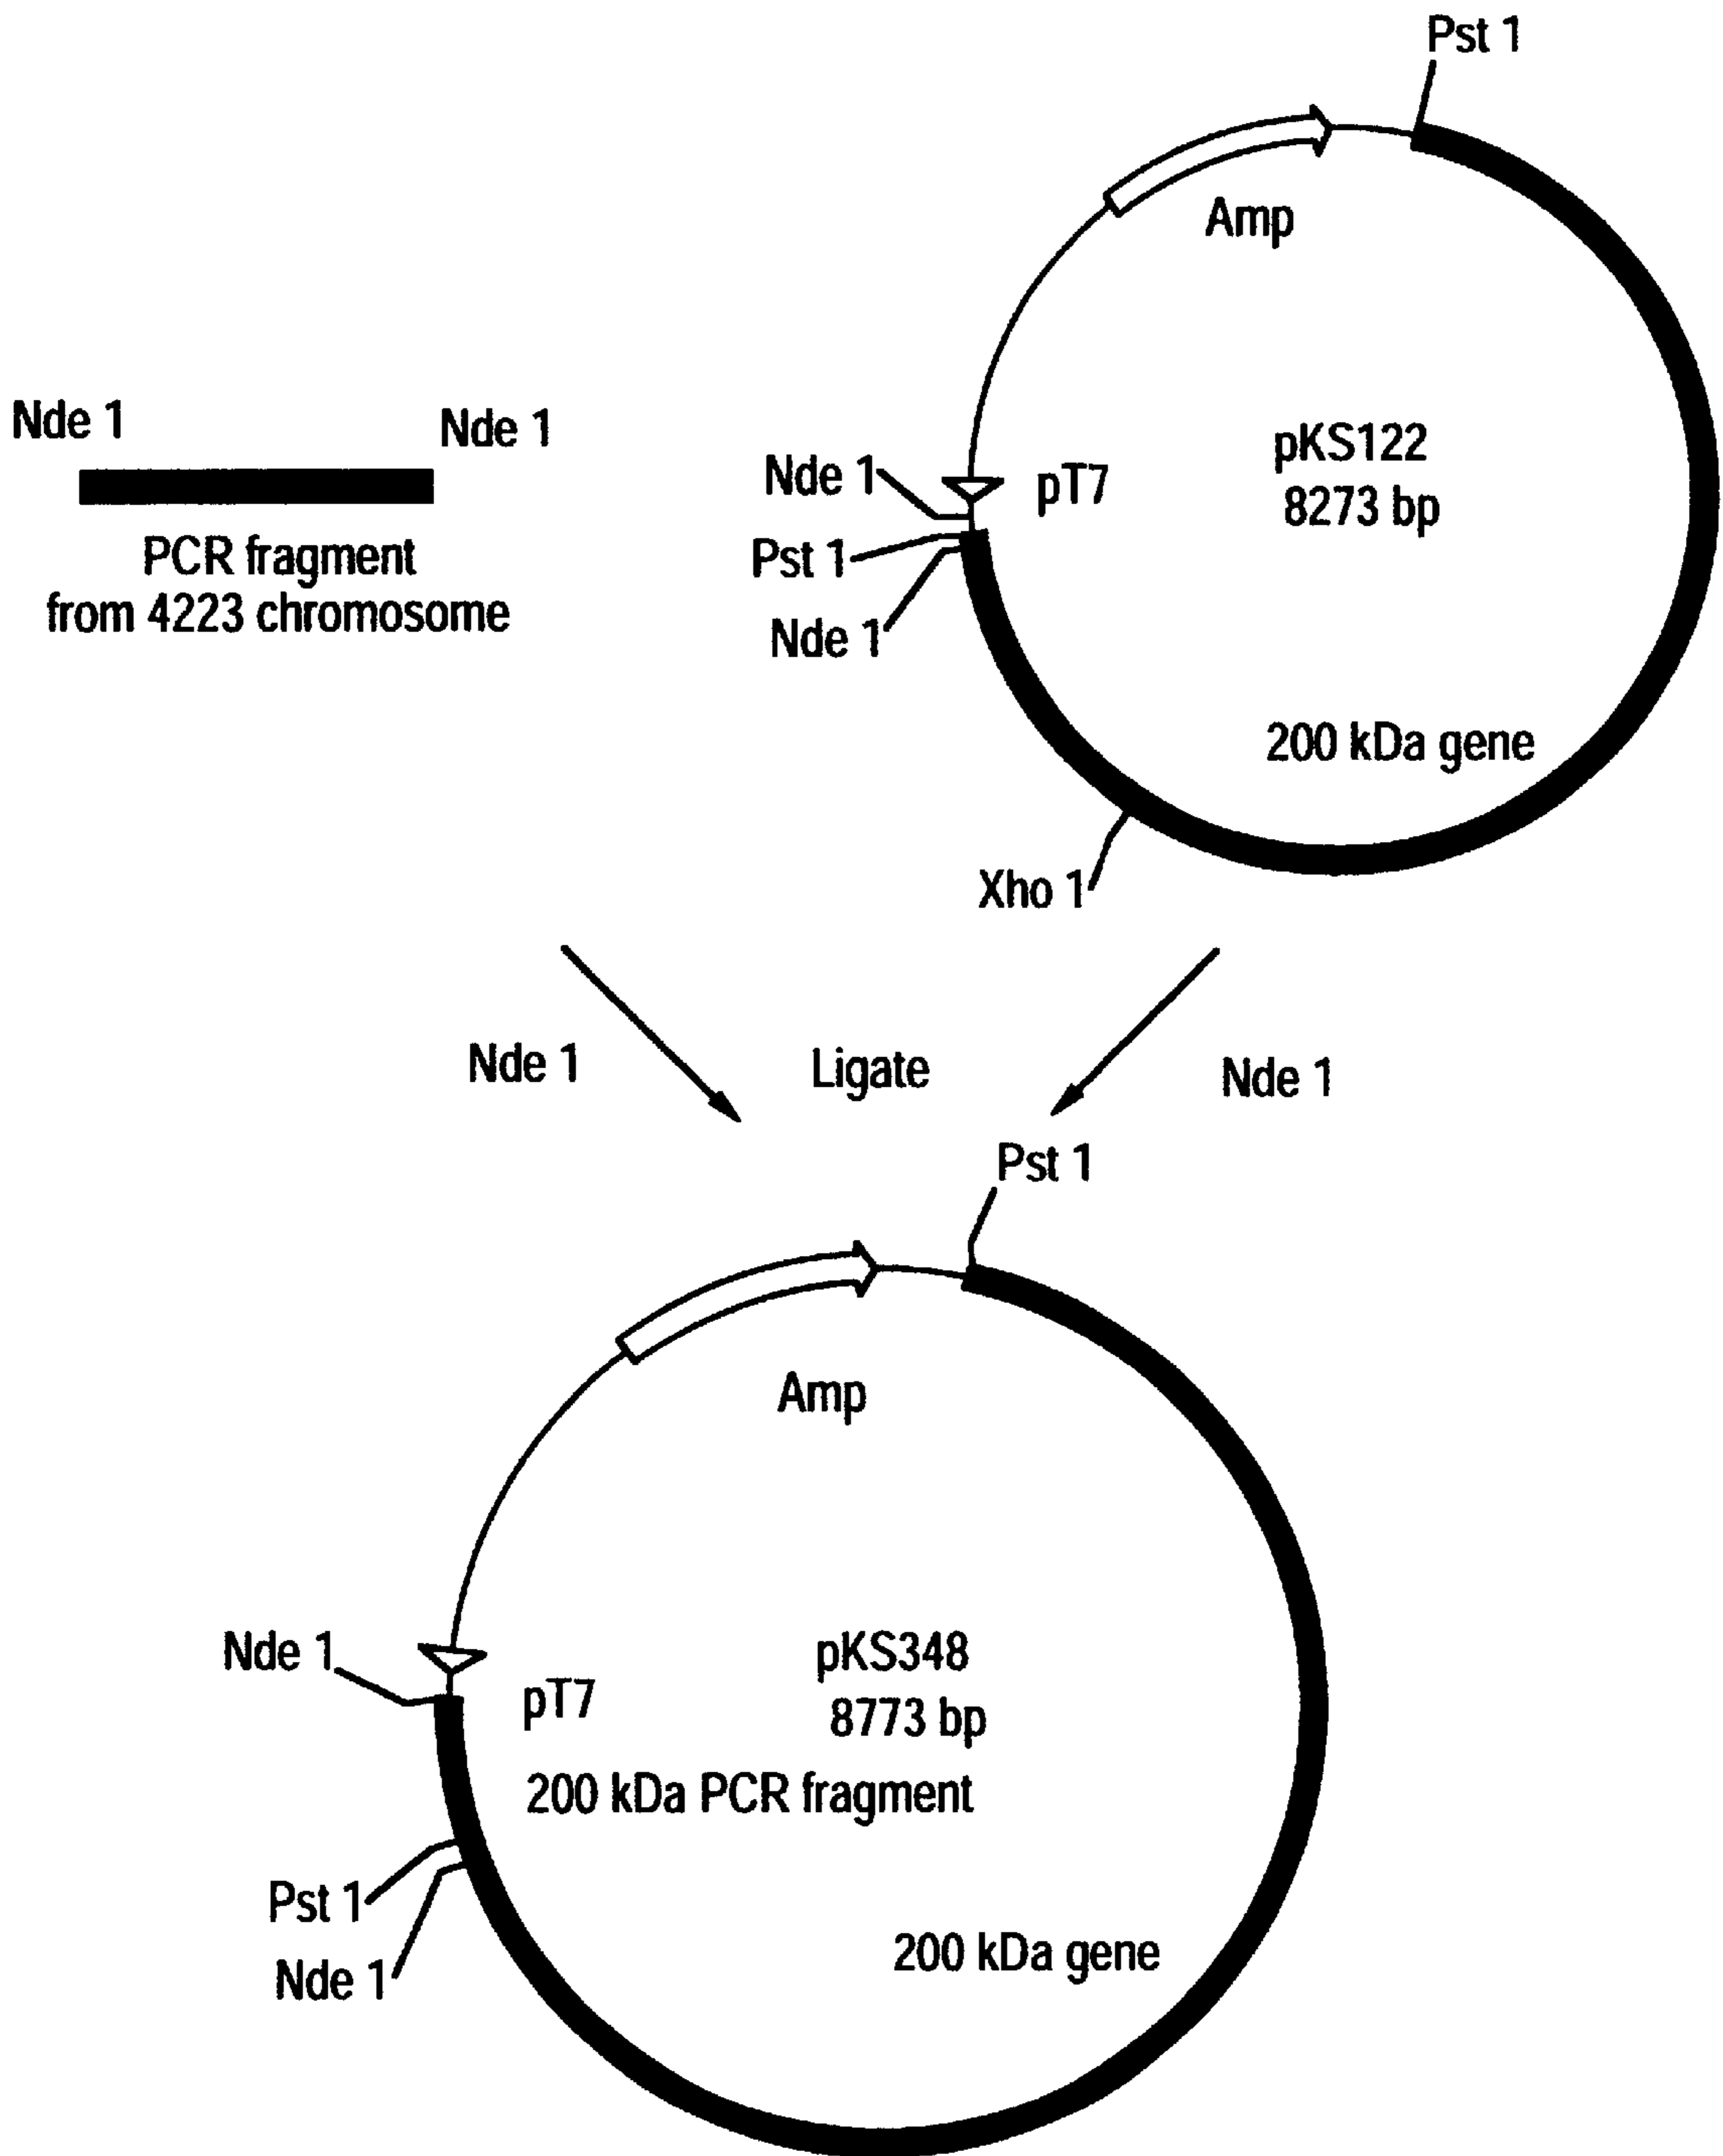 Pst 1
Amp
Nde 1
Nde 1
PCR fragment
from 4223 chromosome
pKS122
8273 bp
Nde 1
pT7
Pst 1
Nde 1
200 kDa gene
Xho 1
Nde 1
Ligate
Nde 1
Pst 1
Amp
Nde 1
pT7
pKS348
8773 bp
200 kDa PCR fragment
Pst 1
Nde 1
200 kDa gene